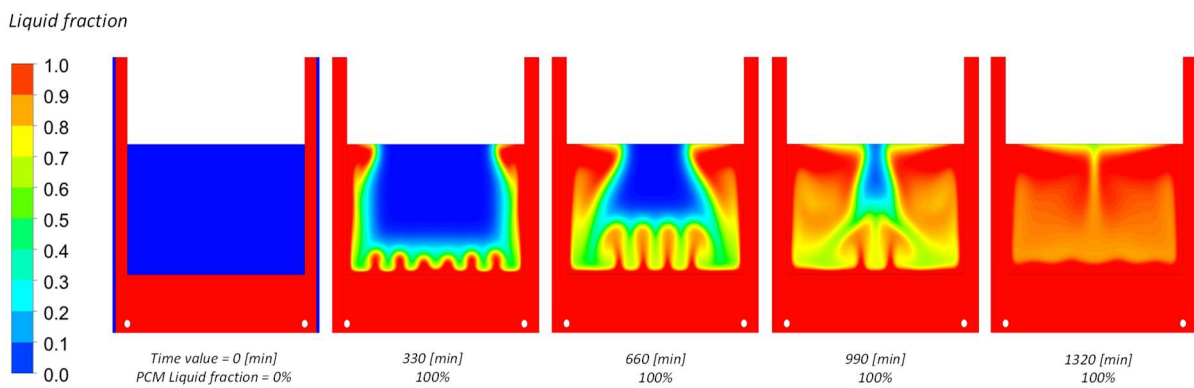 Liquid fraction
1.0
0.9
0.8
0.7
0.6
0.5
0.4
0.3
0.2
0.1
0.0
Time value = 0 [min]
PCM Liquid fraction = 0%
330 [min]
100%
660 [min]
100%
990 [min]
100%
1320 [min]
100%